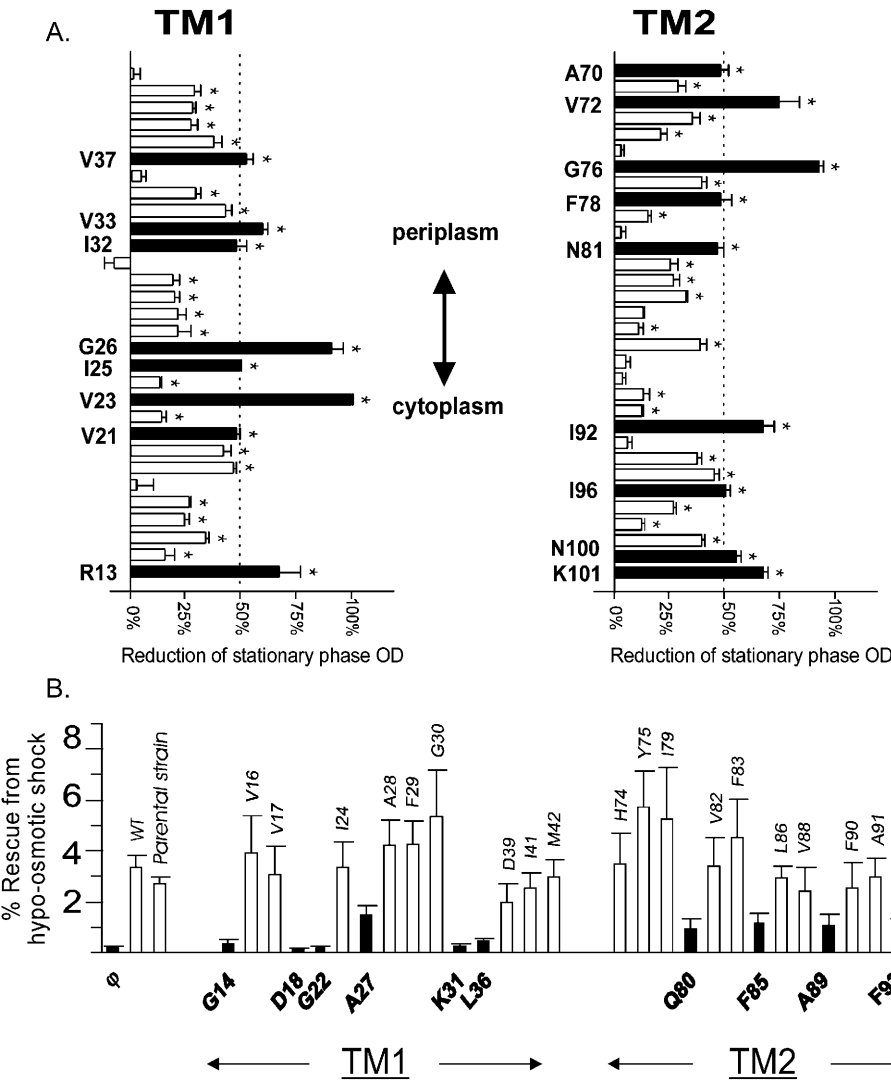 A.
TM1
TM2
V37
V33
I32
G26
I25
V23
V21
R13
0%
25%
50%
75%
100%
Reduction of stationary phase OD
periplasm
cytoplasm
A70
V72
G76
F78
N81
I92
I96
N100
K101
0%
25%
50%
75%
100%
Reduction of stationary phase OD
B.
% Rescue from
hypo-osmotic shock
8
6
4
2
WT
Parental strain
V16
V17
I24
A28
F29
G30
D39
I41
M42
H74
Y75
I79
V82
F83
L86
V88
F90
A91
φ
G14
D18
G22
A27
K31
L36
Q80
F85
A89
TM1
TM2